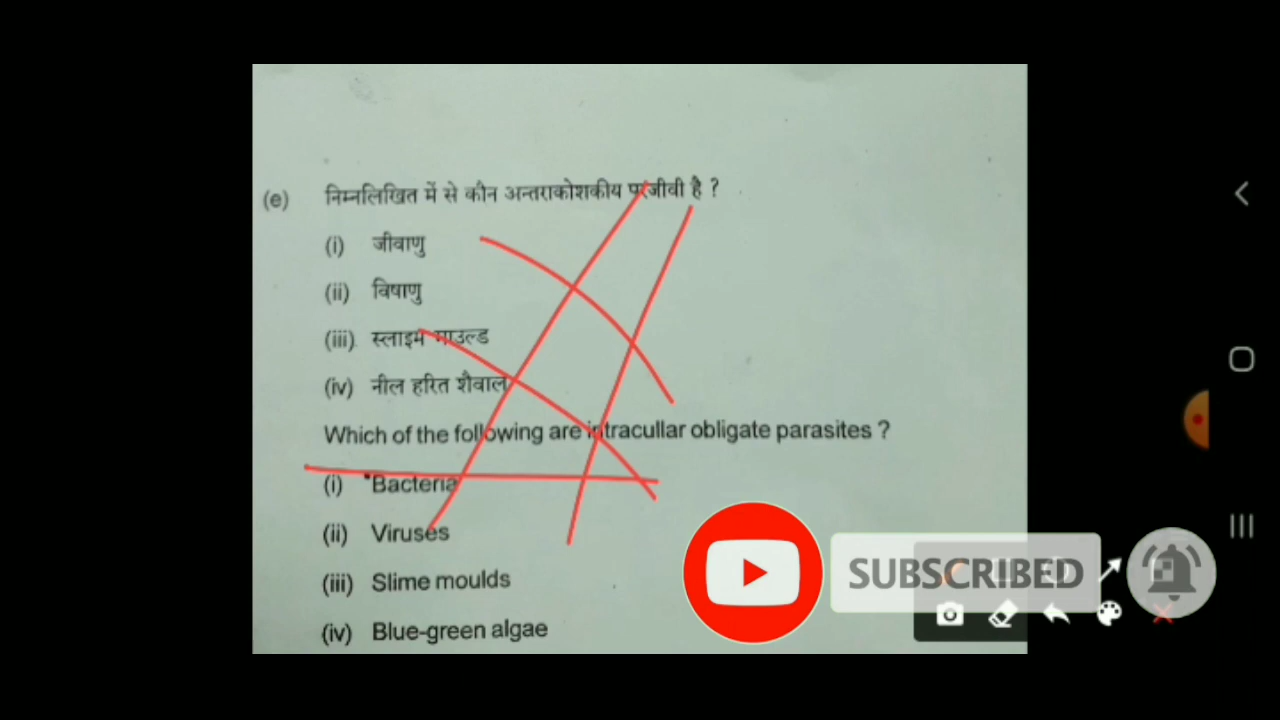 (e) निम्नलिखित में से कौन अन्तराकोशकीय परजीवी है ?
(i) जीवाणु
(ii) विषाणु
(iii) स्लाइम माउल्ड
(iv) नील हरित शैवाल
Which of the following are intracullar obligate parasites ?
(i) Bacteria
(ii) Viruses
(iii) Slime moulds
(iv) Blue-green algae
SUBSCRIBED